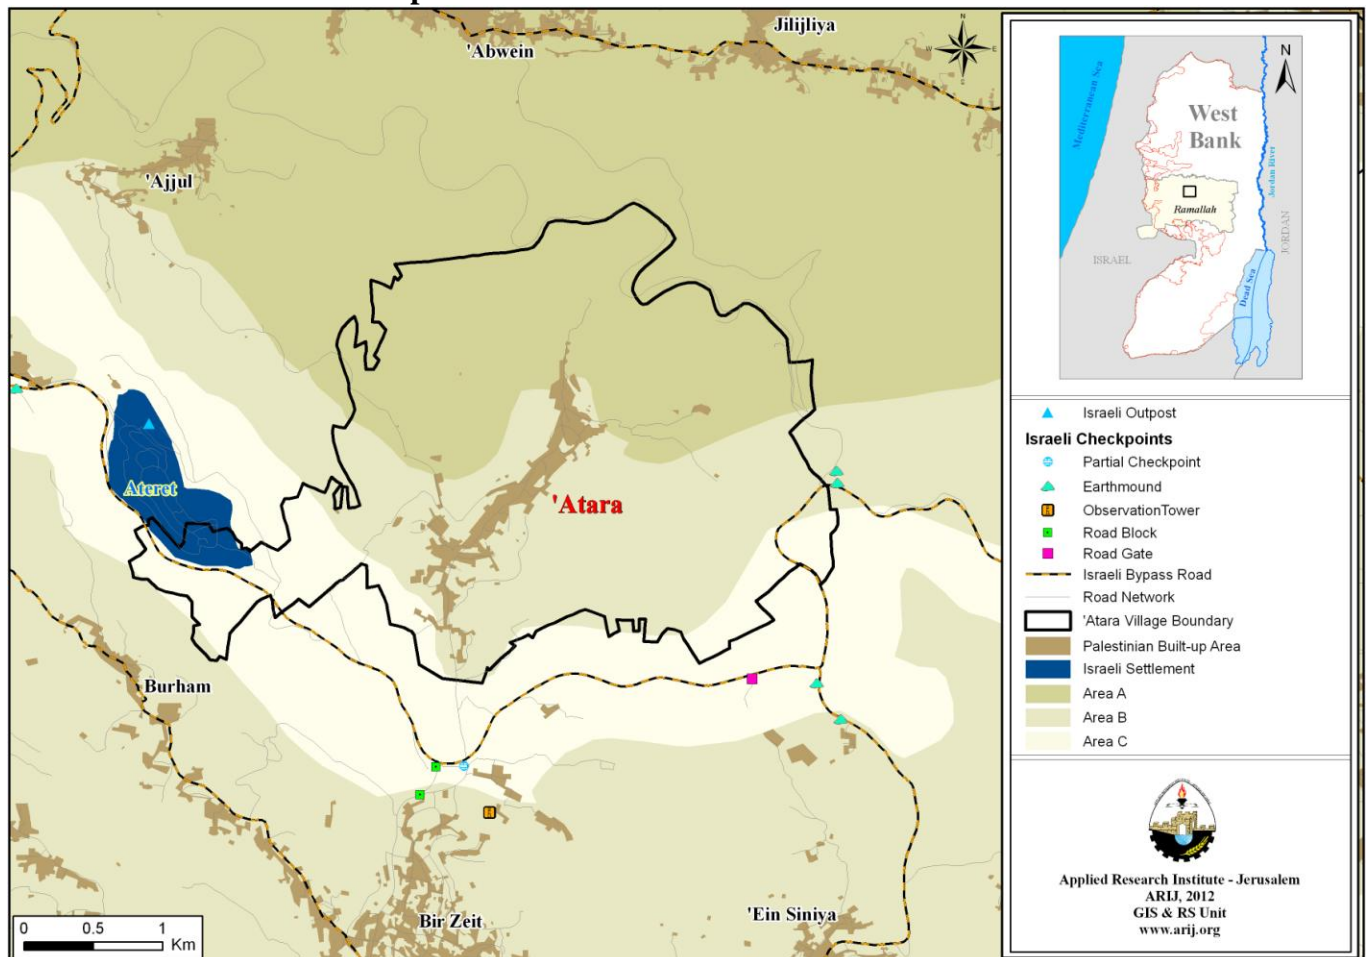 'Abwein
Jilijliya
N
W
E
S
'Ajjul
Ateret
'Atara
Burham
Bir Zeit
'Ein Siniya
0 0.5 1
Km
Mediterranean Sea
N
West
Bank
Jordan River
Ramallah
JORDAN
ISRAEL
Dead Sea
Israeli Outpost
Israeli Checkpoints
Partial Checkpoint
Earthmound
ObservationTower
Road Block
Road Gate
Israeli Bypass Road
Road Network
'Atara Village Boundary
Palestinian Built-up Area
Israeli Settlement
Area A
Area B
Area C
Applied Research Institute - Jerusalem
ARIJ, 2012
GIS & RS Unit
www.arij.org